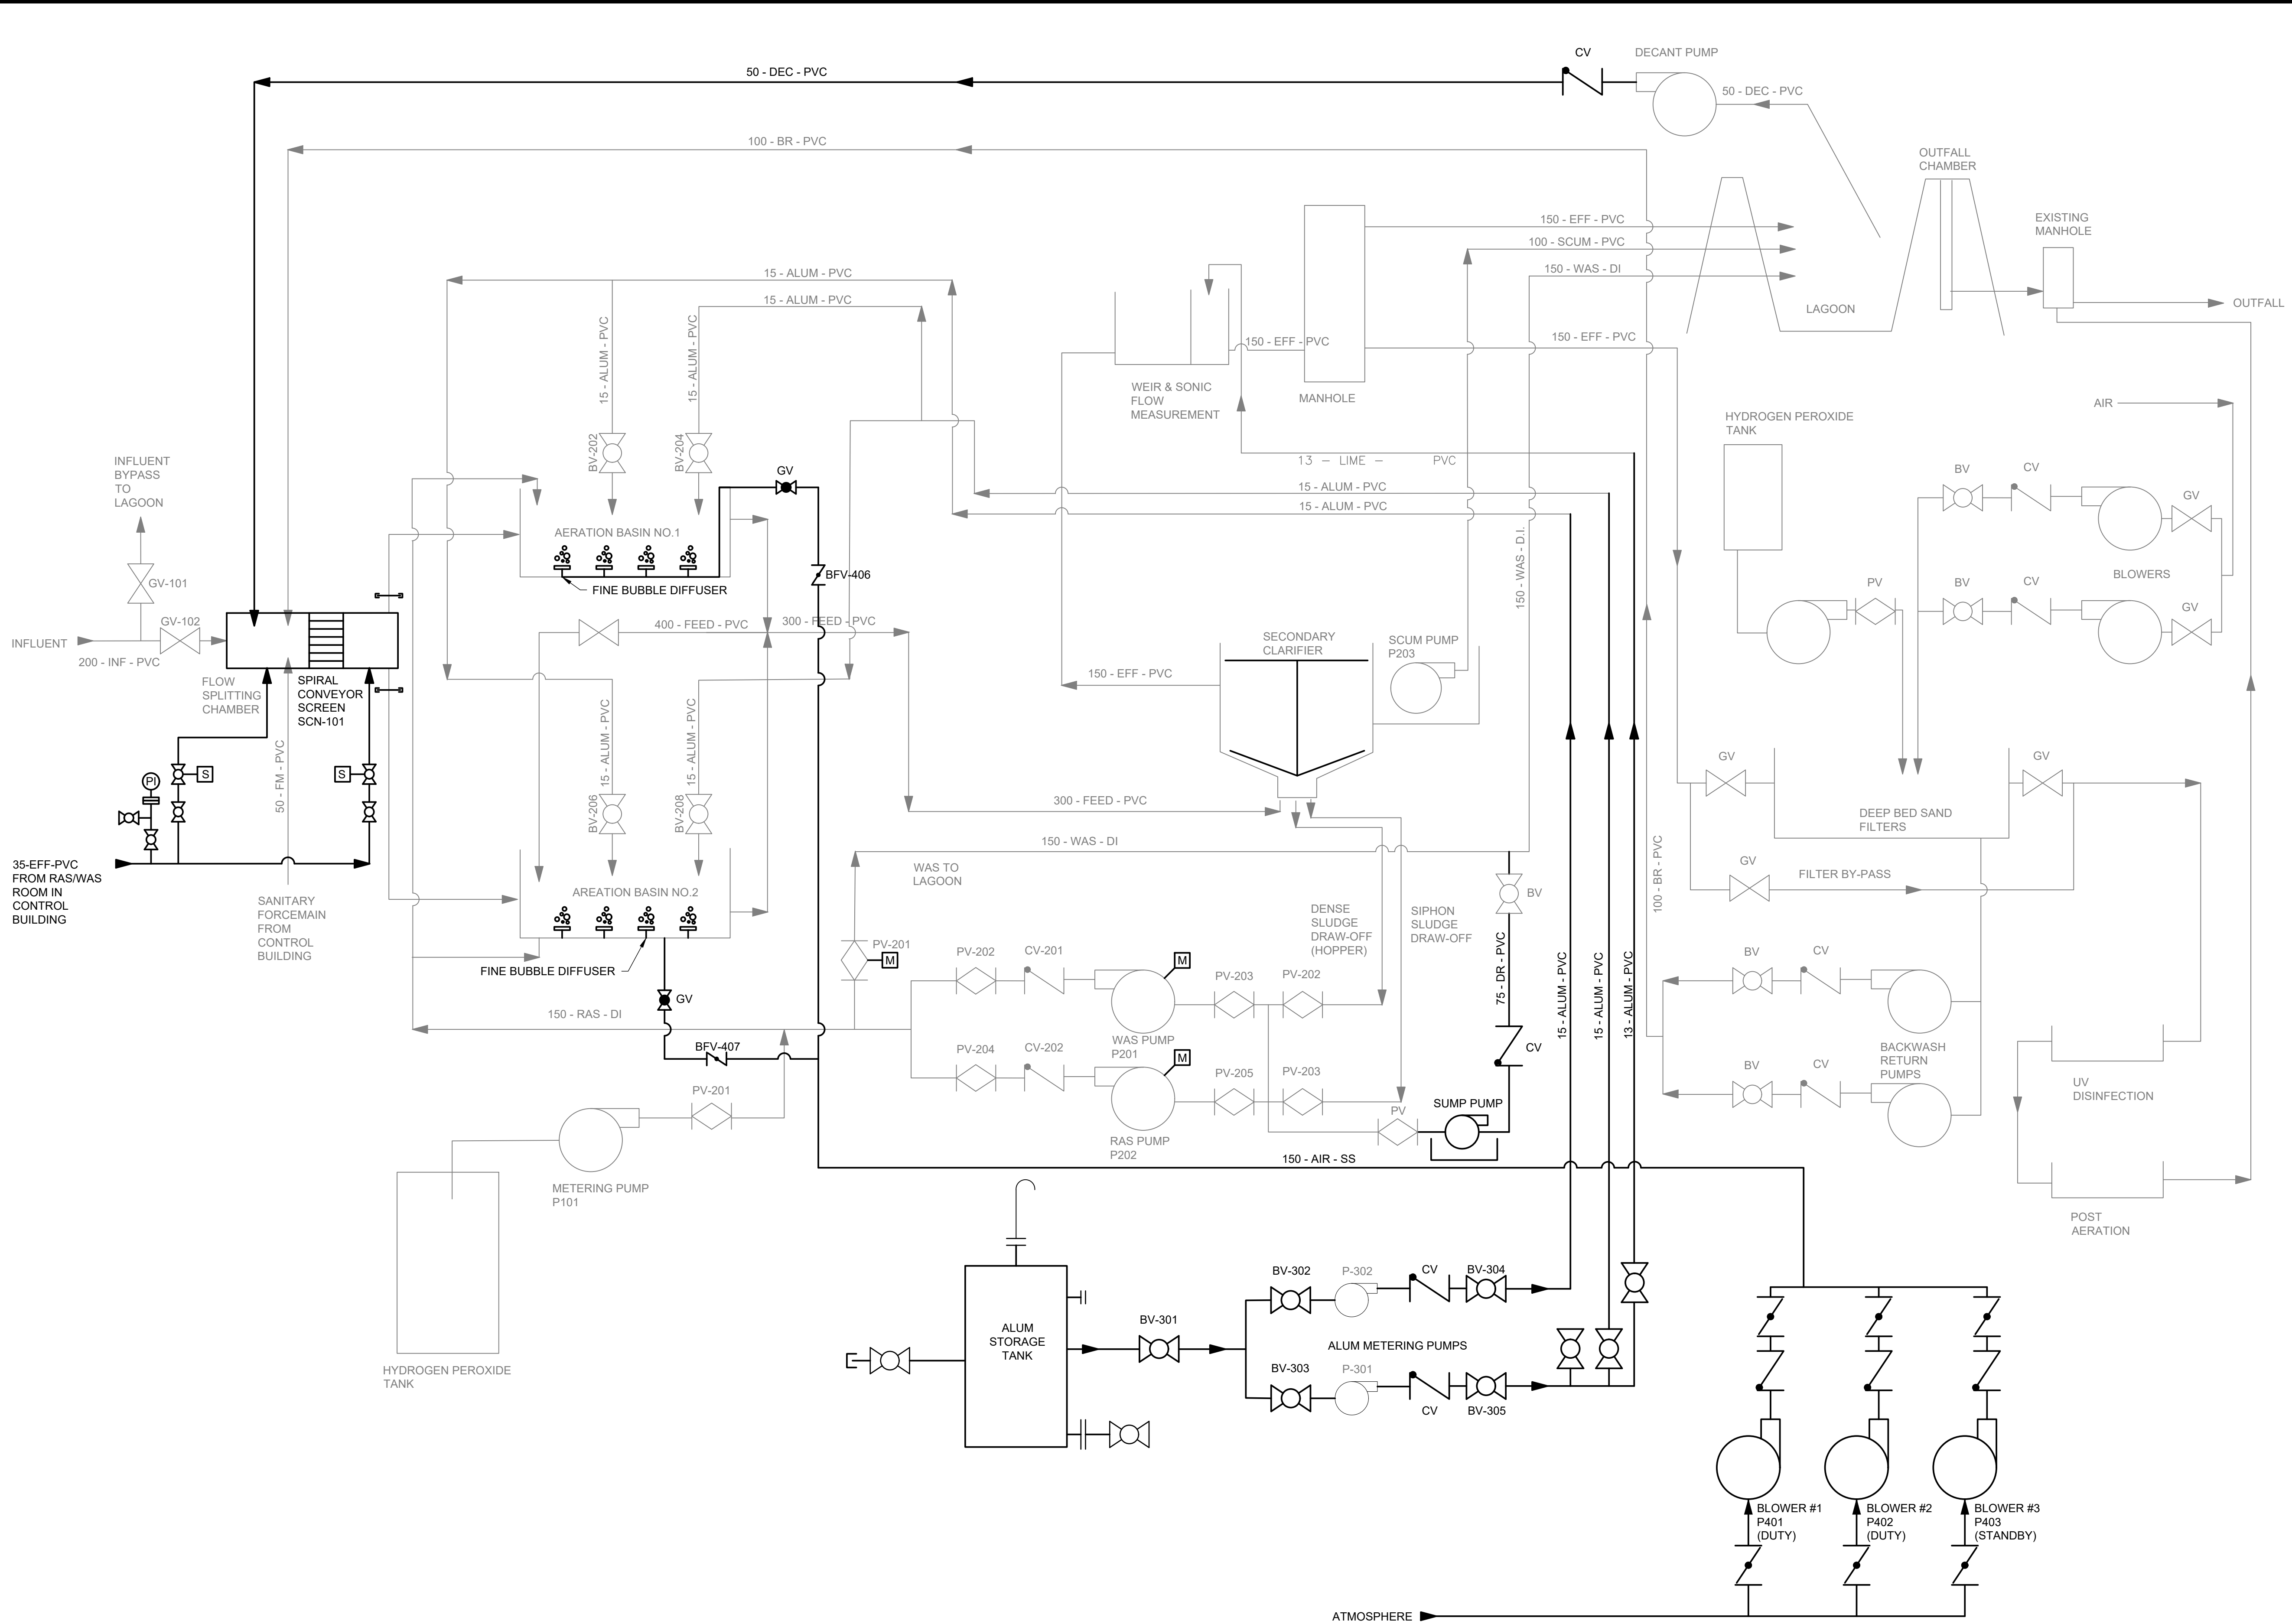 CV
DECANT PUMP
50 - DEC - PVC
50 - DEC - PVC
100 - BR - PVC
OUTFALL
CHAMBER
150 - EFF - PVC
100 - SCUM - PVC
150 - WAS - DI
EXISTING
MANHOLE
OUTFALL
LAGOON
15 - ALUM - PVC
15 - ALUM - PVC
15 - ALUM - PVC
15 - ALUM - PVC
150 - EFF - PVC
150 - EFF - PVC
WEIR & SONIC
FLOW
MEASUREMENT
MANHOLE
AIR
HYDROGEN PEROXIDE
TANK
BV-202
BV-204
GV
13 - LIME - PVC
15 - ALUM - PVC
15 - ALUM - PVC
BV
CV
GV
INFLUENT
BYPASS
TO
LAGOON
GV-101
AERATION BASIN NO.1
FINE BUBBLE DIFFUSER
BFV-406
150 - WAS - D.I.
PV
BV
CV
BLOWERS
GV
INFLUENT
GV-102
200 - INF - PVC
400 - FEED - PVC
300 - FEED - PVC
SECONDARY
CLARIFIER
SCUM PUMP
P203
150 - EFF - PVC
FLOW
SPLITTING
CHAMBER
SPIRAL
CONVEYOR
SCREEN
SCN-101
15 - ALUM - PVC
15 - ALUM - PVC
50 - FM - PVC
S
S
PI
GV
GV
BV-206
BV-208
300 - FEED - PVC
DEEP BED SAND
FILTERS
150 - WAS - DI
WAS TO
LAGOON
35-EFF-PVC
FROM RAS/WAS
ROOM IN
CONTROL
BUILDING
SANITARY
FORCEMAIN
FROM
CONTROL
BUILDING
AREATION BASIN NO.2
FINE BUBBLE DIFFUSER
GV
BV
GV
FILTER BY-PASS
100 - BR - PVC
DENSE
SLUDGE
DRAW-OFF
(HOPPER)
SIPHON
SLUDGE
DRAW-OFF
PV-201
M
PV-202
CV-201
M
PV-203
PV-202
75 - DR - PVC
15 - ALUM - PVC
15 - ALUM - PVC
13 - ALUM - PVC
BV
CV
150 - RAS - DI
BFV-407
WAS PUMP
P201
PV-204
CV-202
M
PV-205
PV-203
CV
BACKWASH
RETURN
PUMPS
BV
CV
UV
DISINFECTION
PV-201
RAS PUMP
P202
PV
SUMP PUMP
150 - AIR - SS
METERING PUMP
P101
POST
AERATION
HYDROGEN PEROXIDE
TANK
BV-302
P-302
CV
BV-304
BV-301
ALUM
STORAGE
TANK
ALUM METERING PUMPS
BV-303
P-301
CV
BV-305
BLOWER #1
P401
(DUTY)
BLOWER #2
P402
(DUTY)
BLOWER #3
P403
(STANDBY)
ATMOSPHERE